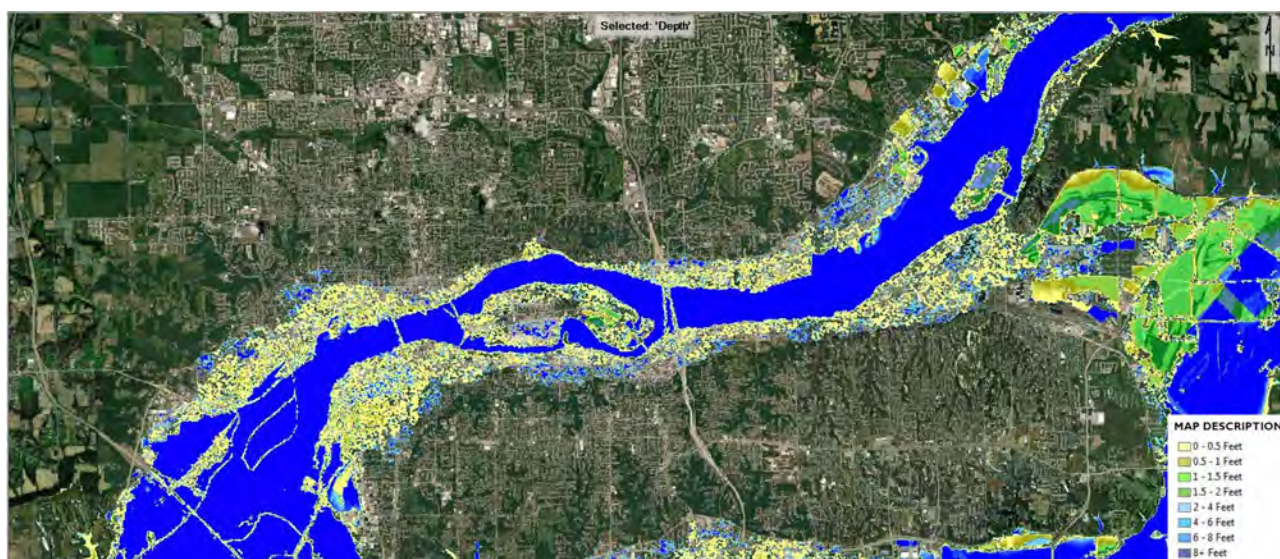 Selected: 'Depth'
N
MAP DESCRIPTION
0 - 0.5 Feet
0.5 - 1 Feet
1 - 1.5 Feet
1.5 - 2 Feet
2 - 4 Feet
4 - 6 Feet
6 - 8 Feet
8+ Feet